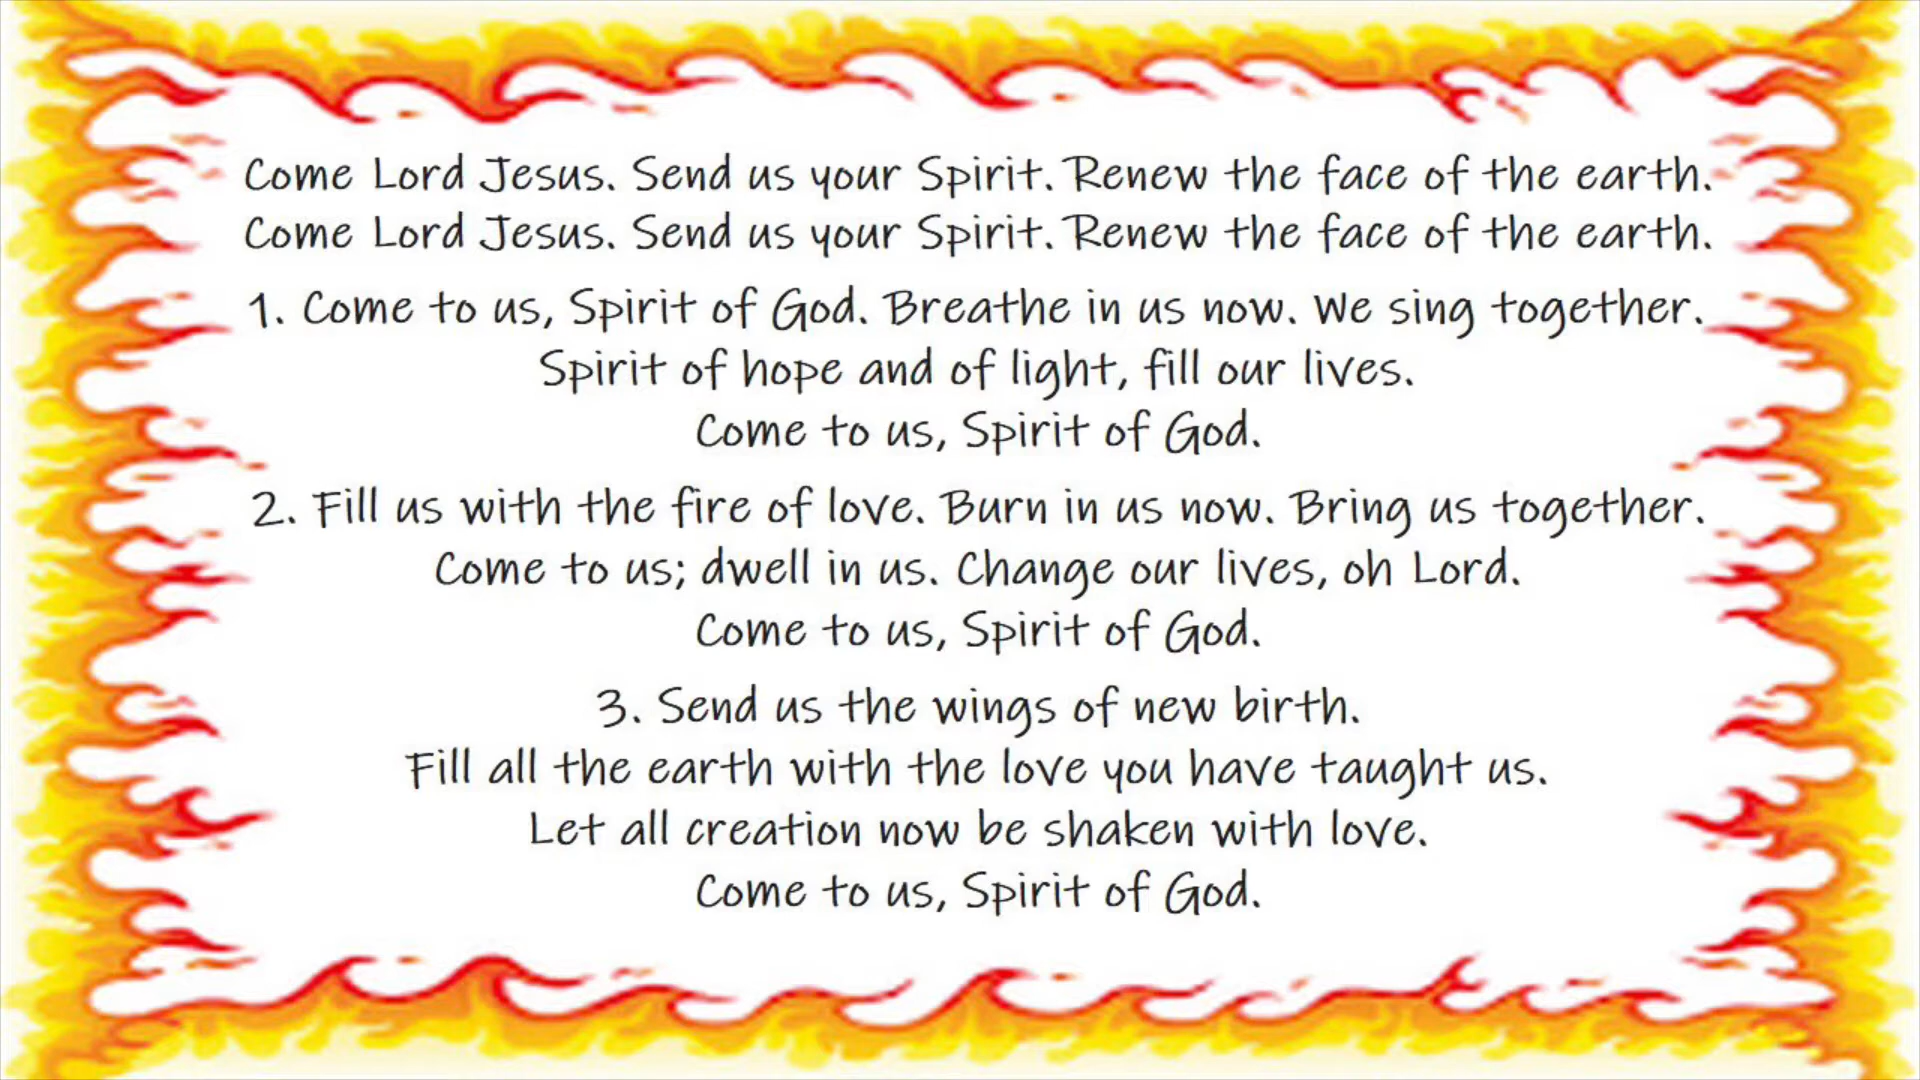 Come Lord Jesus. Send us your Spirit. Renew the face of the earth.
Come Lord Jesus. Send us your Spirit. Renew the face of the earth.
1. Come to us, Spirit of God. Breathe in us now. We sing together.
Spirit of hope and of light, fill our lives.
Come to us, Spirit of God.
2. Fill us with the fire of love. Burn in us now. Bring us together.
Come to us; dwell in us. Change our lives, oh Lord.
Come to us, Spirit of God.
3. Send us the wings of new birth.
Fill all the earth with the love you have taught us.
Let all creation now be shaken with love.
Come to us, Spirit of God.